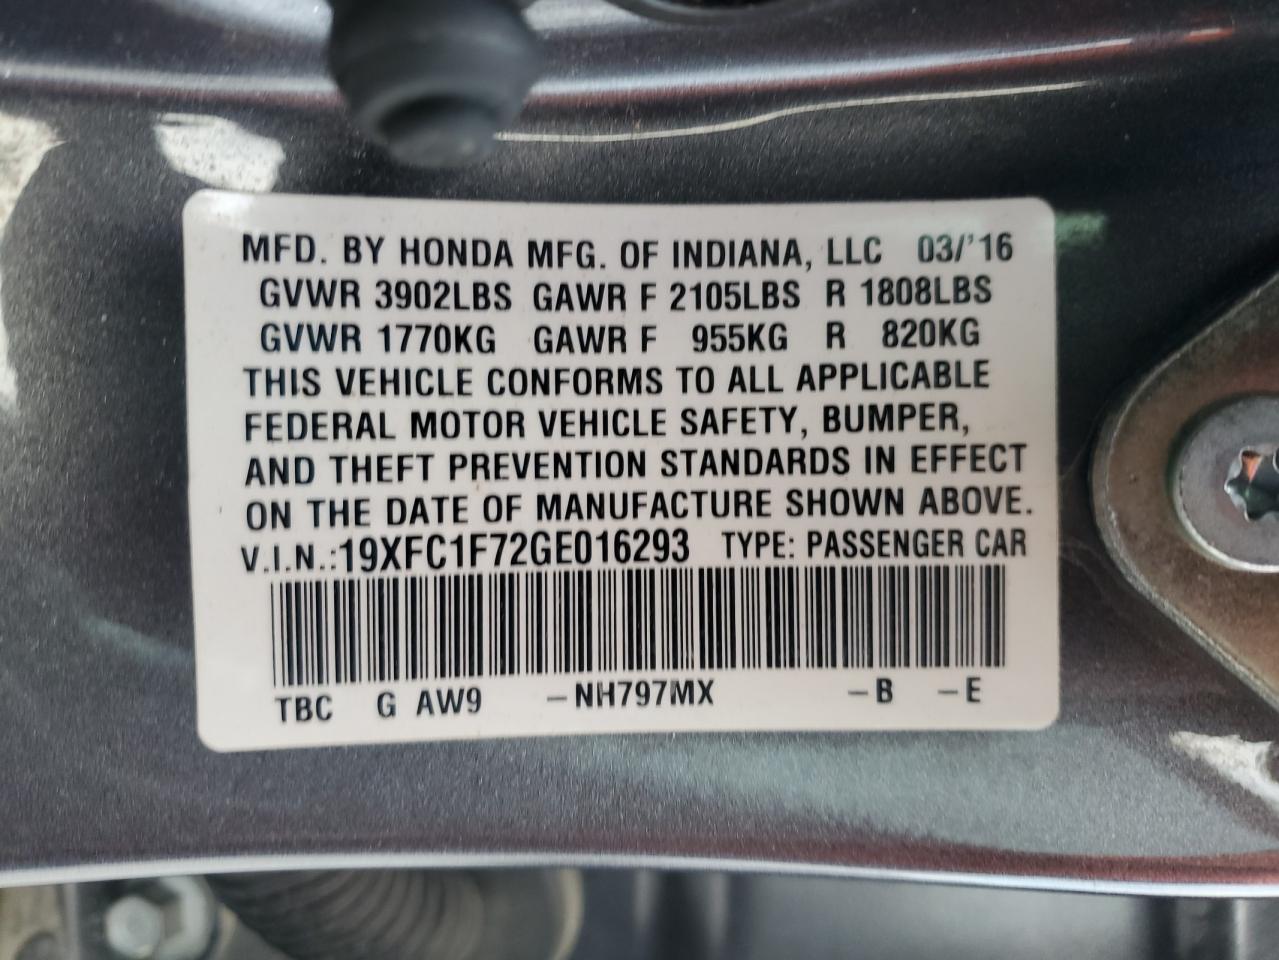 MFD. BY HONDA MFG. OF INDIANA, LLC 03/'16
GVWR 3902LBS GAWR F 2105LBS R 1808LBS
GVWR 1770KG GAWR F 955KG R 820KG
THIS VEHICLE CONFORMS TO ALL APPLICABLE
FEDERAL MOTOR VEHICLE SAFETY, BUMPER,
AND THEFT PREVENTION STANDARDS IN EFFECT
ON THE DATE OF MANUFACTURE SHOWN ABOVE.
V.I.N.:19XFC1F72GE016293 TYPE: PASSENGER CAR
TBC G AW9 -NH797MX -B -E